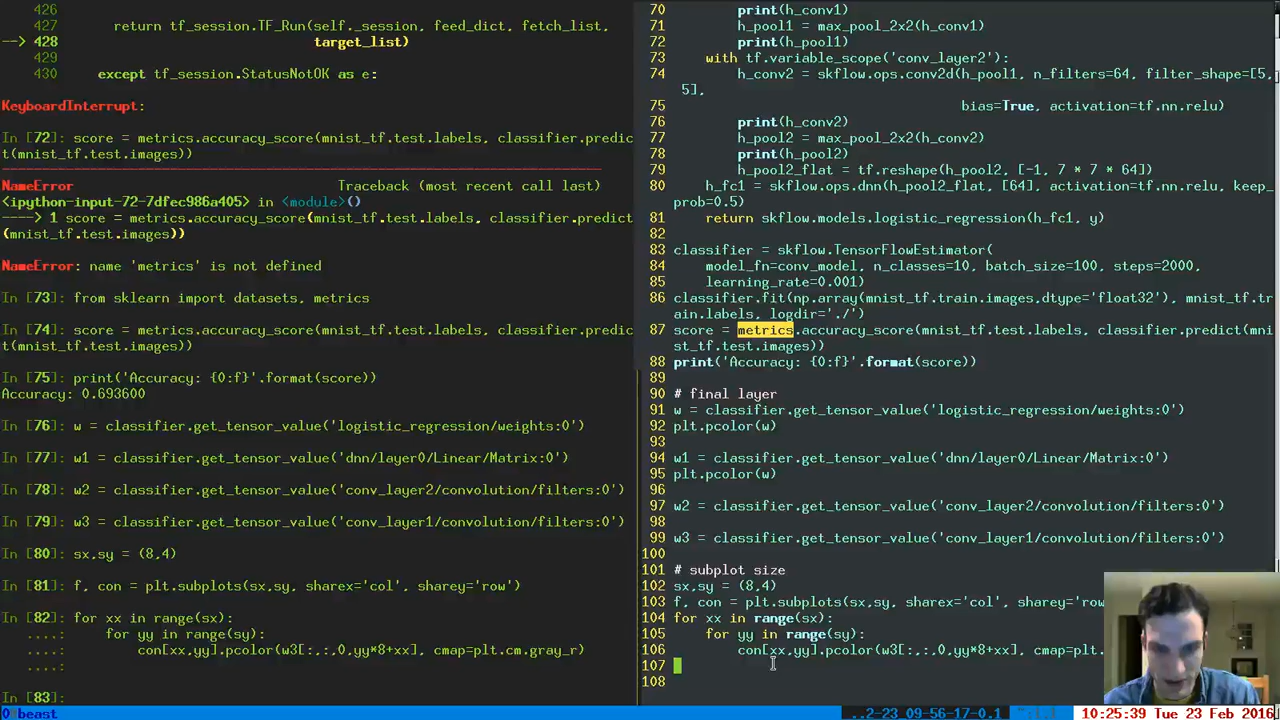 426
427         return tf_session.TF_Run(self._session, feed_dict, fetch_list,
--> 428                                  target_list)
429
430     except tf_session.StatusNotOK as e:
KeyboardInterrupt:
In [72]: score = metrics.accuracy_score(mnist_tf.test.labels, classifier.predic
t(mnist_tf.test.images))
NameError                                 Traceback (most recent call last)
<ipython-input-72-7dfec986a405> in <module>()
----> 1 score = metrics.accuracy_score(mnist_tf.test.labels, classifier.predict
(mnist_tf.test.images))
NameError: name 'metrics' is not defined
In [73]: from sklearn import datasets, metrics
In [74]: score = metrics.accuracy_score(mnist_tf.test.labels, classifier.predic
t(mnist_tf.test.images))
In [75]: print('Accuracy: {0:f}'.format(score))
Accuracy: 0.693600
In [76]: w = classifier.get_tensor_value('logistic_regression/weights:0')
In [77]: w1 = classifier.get_tensor_value('dnn/layer0/Linear/Matrix:0')
In [78]: w2 = classifier.get_tensor_value('conv_layer2/convolution/filters:0')
In [79]: w3 = classifier.get_tensor_value('conv_layer1/convolution/filters:0')
In [80]: sx,sy = (8,4)
In [81]: f, con = plt.subplots(sx,sy, sharex='col', sharey='row')
In [82]: for xx in range(sx):
   ....:     for yy in range(sy):
   ....:         con[xx,yy].pcolor(w3[:,:,0,yy*8+xx], cmap=plt.cm.gray_r)
   ....:
In [83]:
70         print(h_conv1)
71         h_pool1 = max_pool_2x2(h_conv1)
72         print(h_pool1)
73     with tf.variable_scope('conv_layer2'):
74         h_conv2 = skflow.ops.conv2d(h_pool1, n_filters=64, filter_shape=[5,
 5],
75                                     bias=True, activation=tf.nn.relu)
76         print(h_conv2)
77         h_pool2 = max_pool_2x2(h_conv2)
78         print(h_pool2)
79         h_pool2_flat = tf.reshape(h_pool2, [-1, 7 * 7 * 64])
80     h_fc1 = skflow.ops.dnn(h_pool2_flat, [64], activation=tf.nn.relu, keep_
prob=0.5)
81     return skflow.models.logistic_regression(h_fc1, y)
82
83 classifier = skflow.TensorFlowEstimator(
84     model_fn=conv_model, n_classes=10, batch_size=100, steps=2000,
85     learning_rate=0.001)
86 classifier.fit(np.array(mnist_tf.train.images,dtype='float32'), mnist_tf.tr
ain.labels, logdir='./')
87 score = metrics.accuracy_score(mnist_tf.test.labels, classifier.predict(mni
st_tf.test.images))
88 print('Accuracy: {0:f}'.format(score))
89
90 # final layer
91 w = classifier.get_tensor_value('logistic_regression/weights:0')
92 plt.pcolor(w)
93
94 w1 = classifier.get_tensor_value('dnn/layer0/Linear/Matrix:0')
95 plt.pcolor(w)
96
97 w2 = classifier.get_tensor_value('conv_layer2/convolution/filters:0')
98
99 w3 = classifier.get_tensor_value('conv_layer1/convolution/filters:0')
100
101 # subplot size
102 sx,sy = (8,4)
103 f, con = plt.subplots(sx,sy, sharex='col', sharey='row'
104 for xx in range(sx):
105     for yy in range(sy):
106         con[xx,yy].pcolor(w3[:,:,0,yy*8+xx], cmap=plt.
107
108
0 beast
..2-23_09-56-17-0.1 10:25:39 Tue 23 Feb 2016